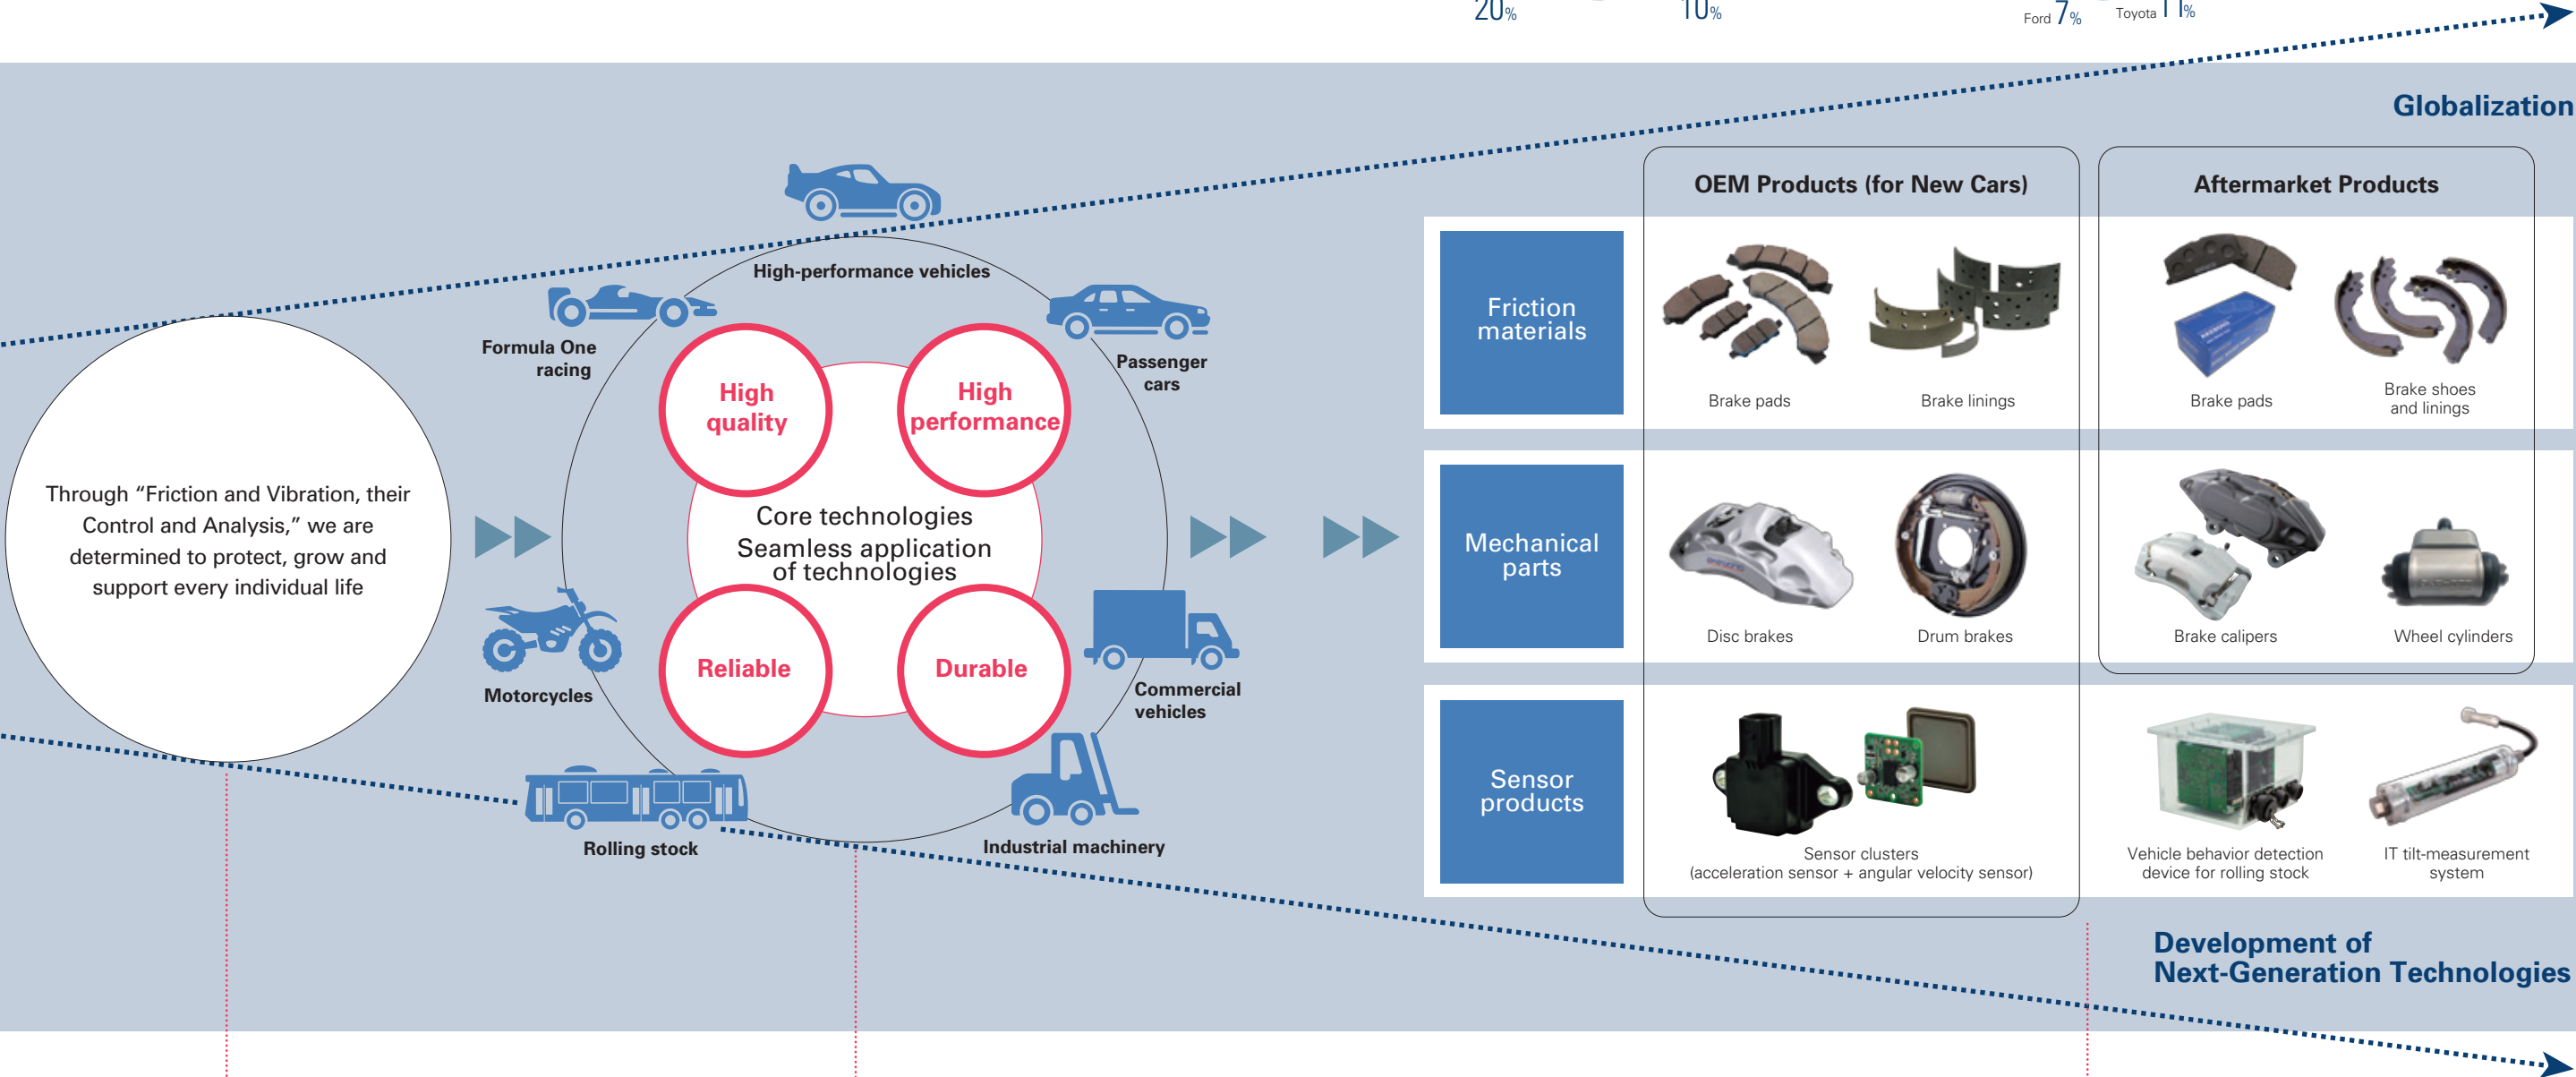 20%
10%
Ford 7%
Toyota 11%
Globalization
OEM Products (for New Cars)
Aftermarket Products
High-performance vehicles
Formula One
racing
Passenger
cars
High
quality
High
performance
Through “Friction and Vibration, their
Control and Analysis,” we are
determined to protect, grow and
support every individual life
Core technologies
Seamless application
of technologies
Reliable
Durable
Motorcycles
Commercial
vehicles
Rolling stock
Industrial machinery
Friction
materials
Brake pads
Brake linings
Brake pads
Brake shoes
and linings
Mechanical
parts
Disc brakes
Drum brakes
Brake calipers
Wheel cylinders
Sensor
products
Sensor clusters
(acceleration sensor + angular velocity sensor)
Vehicle behavior detection
device for rolling stock
IT tilt-measurement
system
Development of
Next-Generation Technologies